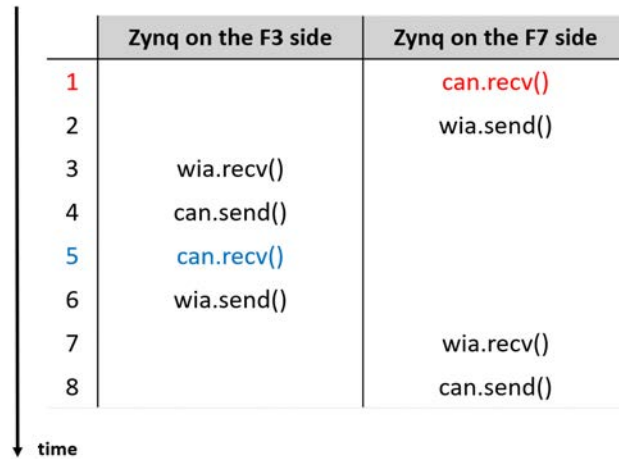 Zynq on the F3 side Zynq on the F7 side
1 can.recv()
2 wia.send()
3 wia.recv()
4 can.send()
5 can.recv()
6 wia.send()
7 wia.recv()
8 can.send()
time